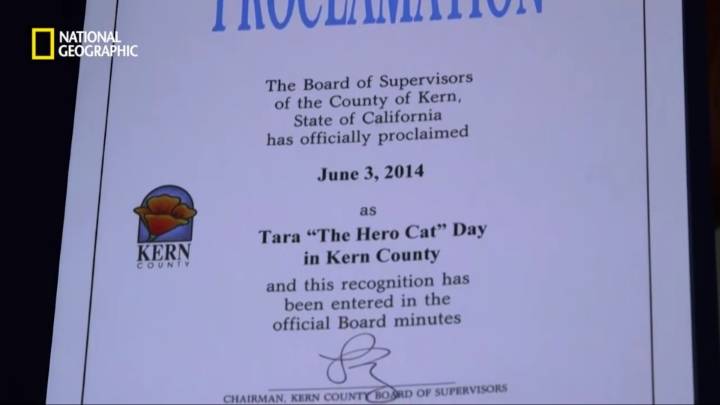 NATIONAL
GEOGRAPHIC
PROCLAMATION
The Board of Supervisors
of the County of Kern,
State of California
has officially proclaimed
June 3, 2014
as
Tara "The Hero Cat" Day
in Kern County
and this recognition has
been entered in the
official Board minutes
KERN
COUNTY
CHAIRMAN, KERN COUNTY BOARD OF SUPERVISORS